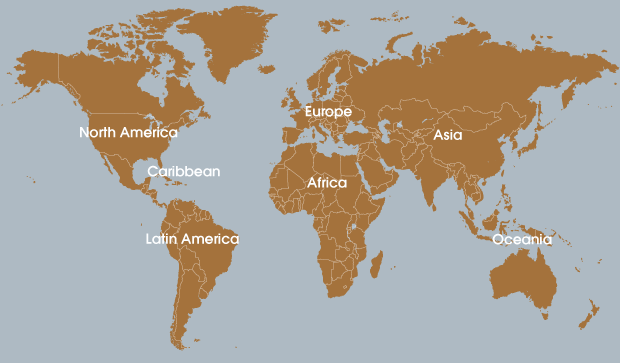 Europe
North America
Asia
Caribbean
Africa
Latin America
Oceania